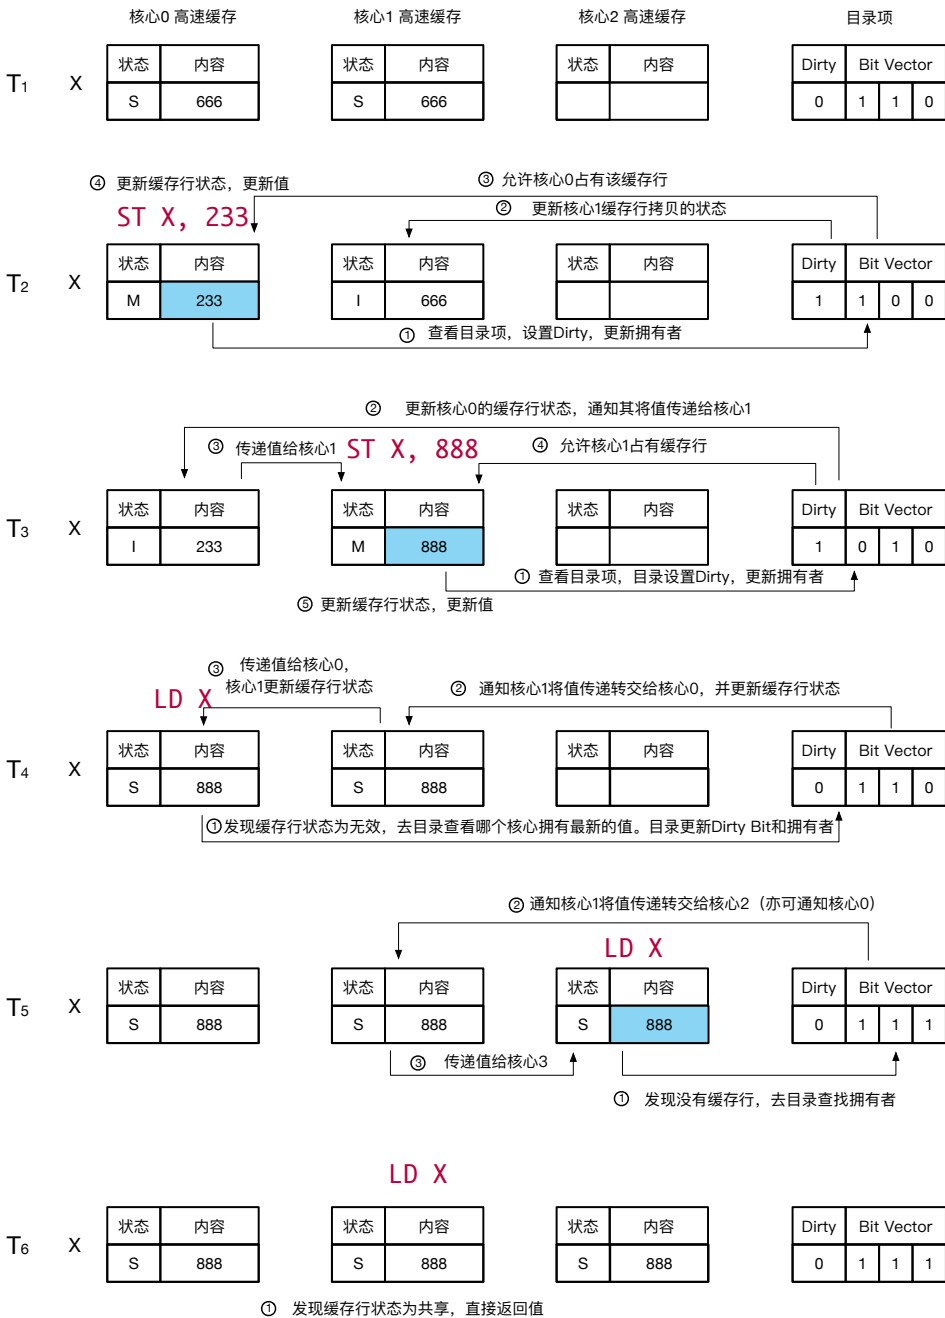 核心0 高速缓存 核心1 高速缓存 核心2 高速缓存 目录项
状态 内容 状态 内容 状态 内容 Dirty Bit Vector
T1 X S 666 S 666 0 1 1 0
④ 更新缓存行状态，更新值 ③ 允许核心0占有该缓存行
ST X, 233 ② 更新核心1缓存行拷贝的状态
状态 内容 状态 内容 状态 内容 Dirty Bit Vector
T2 X M 233 I 666 1 1 0 0
① 查看目录项，设置Dirty，更新拥有者
② 更新核心0的缓存行状态，通知其将值传递给核心1
③ 传递值给核心1 ST X, 888 ④ 允许核心1占有缓存行
状态 内容 状态 内容 状态 内容 Dirty Bit Vector
T3 X I 233 M 888 1 0 1 0
① 查看目录项，目录设置Dirty，更新拥有者
⑤ 更新缓存行状态，更新值
③ 传递值给核心0，
核心1更新缓存行状态 ② 通知核心1将值传递转交给核心0，并更新缓存行状态
LD X
状态 内容 状态 内容 状态 内容 Dirty Bit Vector
T4 X S 888 S 888 0 1 1 0
①发现缓存行状态为无效，去目录查看哪个核心拥有最新的值。目录更新Dirty Bit和拥有者
② 通知核心1将值传递转交给核心2（亦可通知核心0）
LD X
状态 内容 状态 内容 状态 内容 Dirty Bit Vector
T5 X S 888 S 888 S 888 0 1 1 1
③ 传递值给核心3
① 发现没有缓存行，去目录查找拥有者
LD X
状态 内容 状态 内容 状态 内容 Dirty Bit Vector
T6 X S 888 S 888 S 888 0 1 1 1
① 发现缓存行状态为共享，直接返回值